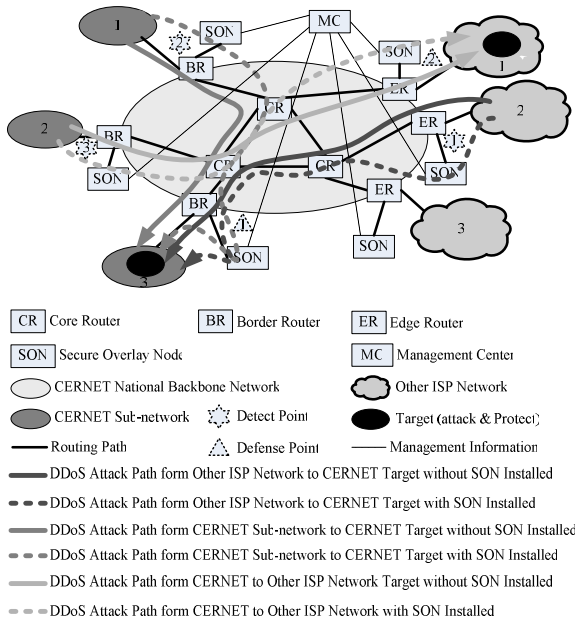 1
SON
MC
2
BR
SON
2
1
ER
CR
2
2
BR
ER
1
3
SON
CR
CR
SON
ER
BR
1
3
SON
SON
3
CR Core Router BR Border Router ER Edge Router
SON Secure Overlay Node MC Management Center
CERNET National Backbone Network Other ISP Network
CERNET Sub-network Detect Point Target (attack & Protect)
Routing Path Defense Point Management Information
DDoS Attack Path form Other ISP Network to CERNET Target without SON Installed
DDoS Attack Path form Other ISP Network to CERNET Target with SON Installed
DDoS Attack Path form CERNET Sub-network to CERNET Target without SON Installed
DDoS Attack Path form CERNET Sub-network to CERNET Target with SON Installed
DDoS Attack Path form CERNET to Other ISP Network Target without SON Installed
DDoS Attack Path form CERNET to Other ISP Network with SON Installed